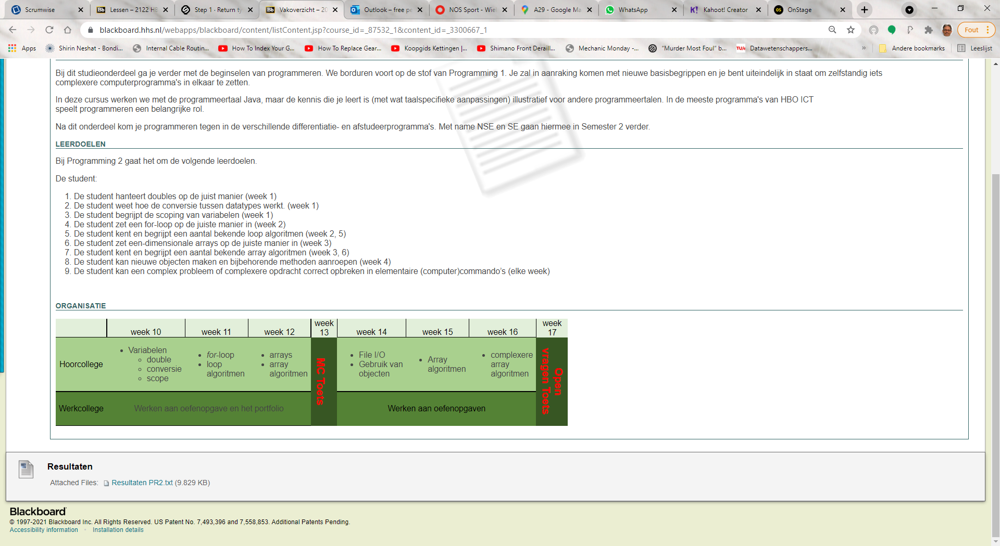 Scrumwise
Lessen – 2122 HB
Step 1 · Return ty
Vakoverzicht – 20
Outlook – free pe
NOS Sport - Wiel
A29 - Google Ma
WhatsApp
Kahoot! Creator
OnStage
blackboard.hhs.nl/webapps/blackboard/content/listContent.jsp?course_id=_87532_1&content_id=_3300667_1
Fout
Apps
Shirin Neshat - Bondi...
Internal Cable Routin...
How To Index Your G...
How To Replace Gear...
Koopgids Kettingen |...
Shimano Front Deraill...
Mechanic Monday -...
"Murder Most Foul" b...
TU/e Datawetenschappers...
»
Andere bookmarks
Leeslijst
Bij dit studieonderdeel ga je verder met de beginselen van programmeren. We borduren voort op de stof van Programming 1. Je zal in aanraking komen met nieuwe basisbegrippen en je bent uiteindelijk in staat om zelfstandig iets
complexere computerprogramma's in elkaar te zetten.
In deze cursus werken we met de programmeertaal Java, maar de kennis die je leert is (met wat taalspecifieke aanpassingen) illustratief voor andere programmeertalen. In de meeste programma's van HBO ICT
speelt programmeren een belangrijke rol.
Na dit onderdeel kom je programmeren tegen in de verschillende differentiatie- en afstudeerprogramma's. Met name NSE en SE gaan hiermee in Semester 2 verder.
LEERDOELEN
Bij Programming 2 gaat het om de volgende leerdoelen.
De student:
1. De student hanteert doubles op de juist manier (week 1)
2. De student weet hoe de conversie tussen datatypes werkt. (week 1)
3. De student begrijpt de scoping van variabelen (week 1)
4. De student zet een for-loop op de juiste manier in (week 2)
5. De student kent en begrijpt een aantal bekende loop algoritmen (week 2, 5)
6. De student zet een-dimensionale arrays op de juiste manier in (week 3)
7. De student kent en begrijpt een aantal bekende array algoritmen (week 3, 6)
8. De student kan nieuwe objecten maken en bijbehorende methoden aanroepen (week 4)
9. De student kan een complex probleem of complexere opdracht correct opbreken in elementaire (computer)commando's (elke week)
ORGANISATIE
week 10
week 11
week 12
week
13
week 14
week 15
week 16
week
17
Hoorcollege
• Variabelen
◦ double
◦ conversie
◦ scope
• for-loop
• loop
algoritmen
• arrays
• array
algoritmen
MC Toets
• File I/O
• Gebruik van
objecten
• Array
algoritmen
• complexere
array
algoritmen
Open
vragen Toets
Werkcollege
Werken aan oefenopgave en het portfolio
Werken aan oefenopgaven
Resultaten
Attached Files: Resultaten PR2.txt (9.829 KB)
Blackboard
© 1997-2021 Blackboard Inc. All Rights Reserved. US Patent No. 7,493,396 and 7,558,853. Additional Patents Pending.
Accessibility information • Installation details